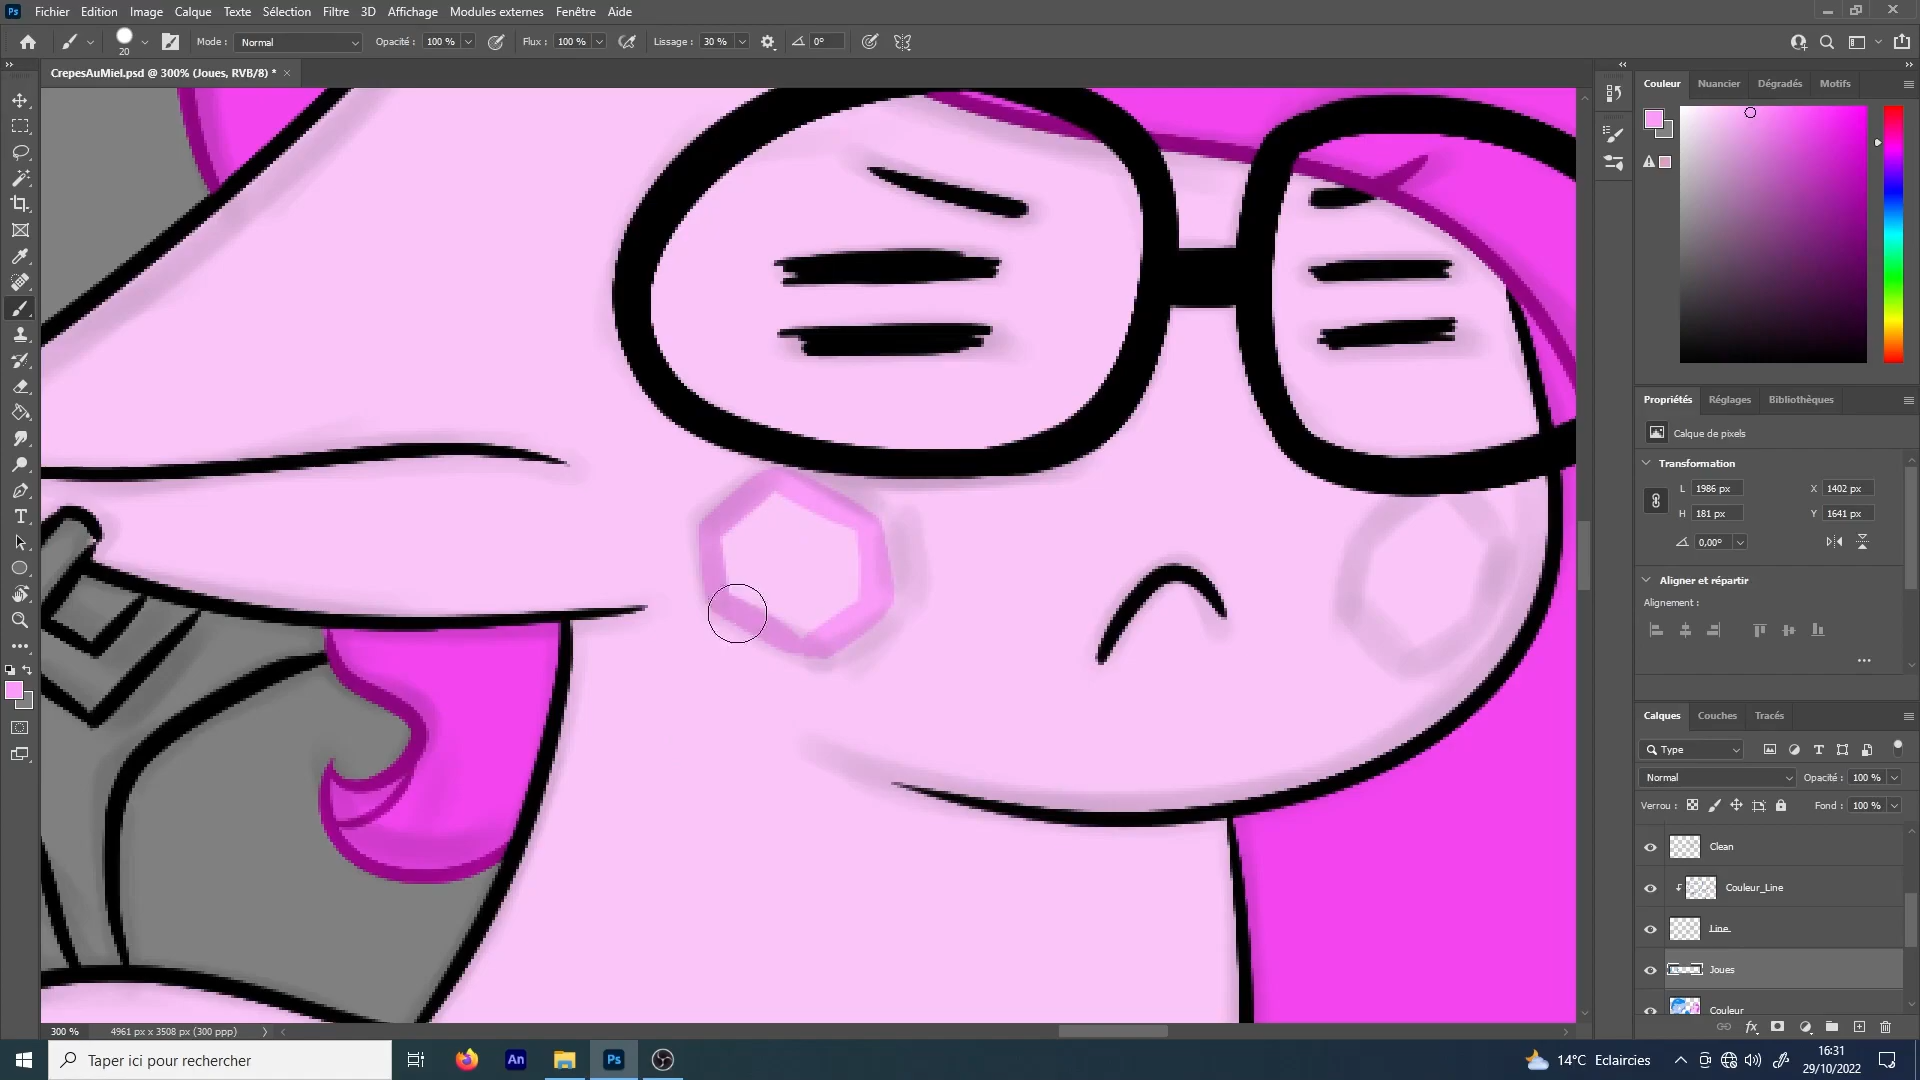 Ps Fichier Edition Image Calque Texte Sélection Filtre 3D Affichage Modules externes Fenêtre Aide
20 Mode : Normal Opacité : 100 % Flux : 100 % Lissage : 30 % 0°
CrepesAuMiel.psd @ 300% (Joues, RVB/8) *
Couleur Nuancier Dégradés Motifs
Propriétés Réglages Bibliothèques
Calque de pixels
Transformation
L 1986 px X 1402 px
H 181 px Y 1641 px
0,00°
Aligner et répartir
Alignement :
Calques Couches Tracés
Type
Normal Opacité : 100 %
Verrou : Fond : 100 %
Clean
Couleur_Line
Line
Joues
Couleur
300 % 4961 px x 3508 px (300 ppp)
Taper ici pour rechercher An Ps 14°C Eclaircies 16:31
29/10/2022